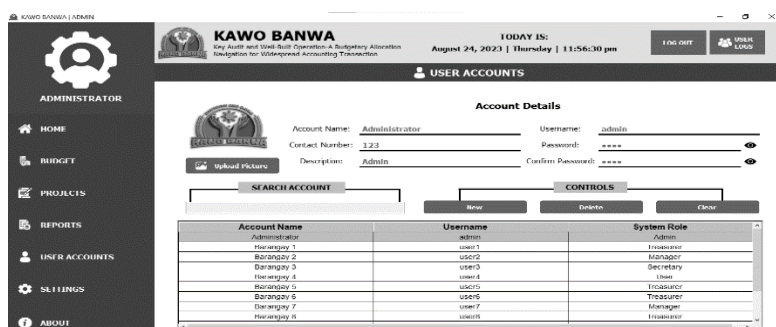 KAWO BANWA | ADMIN
KAWO BANWA
Key Audit and Well-Built Operation-A Budgetary Allocation
Navigation for Widespread Accounting Transaction
TODAY IS:
August 24, 2023 | Thursday | 11:56:30 pm
LOG OUT
USER LOGS
USER ACCOUNTS
ADMINISTRATOR
HOME
BUDGET
PROJECTS
REPORTS
USER ACCOUNTS
SETTINGS
ABOUT
Account Details
KAWO BANWA
Upload Picture
Account Name: Administrator
Username: admin
Contact Number: 123
Password: ****
Description: Admin
Confirm Password: ****
SEARCH ACCOUNT
CONTROLS
New
Delete
Clear
Account Name Username System Role
Administrator admin Admin
Barangay 1 user1 Treasurer
Barangay 2 user2 Manager
Barangay 3 user3 Secretary
Barangay 4 user4 User
Barangay 5 user5 Treasurer
Barangay 6 user6 Treasurer
Barangay 7 user7 Manager
Barangay 8 user8 Treasurer